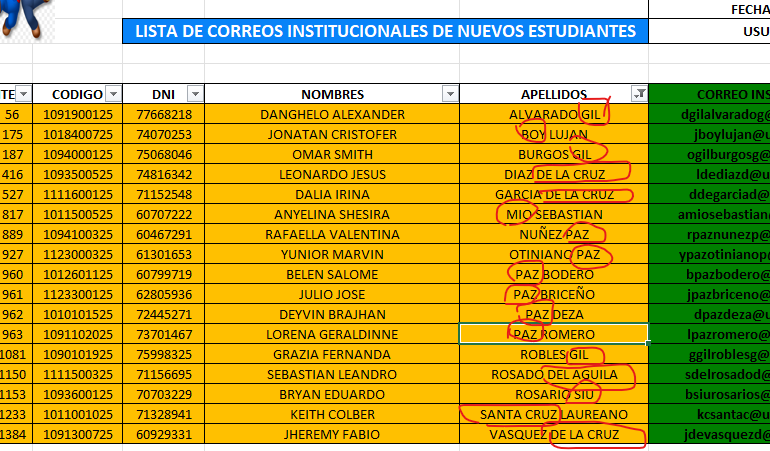 FECHA
LISTA DE CORREOS INSTITUCIONALES DE NUEVOS ESTUDIANTES USU
TE CODIGO DNI NOMBRES APELLIDOS CORREO INS
56 1091900125 77668218 DANGHELO ALEXANDER ALVARADO GIL dgilalvaradog@
175 1018400725 74070253 JONATAN CRISTOFER BOY LUJAN jboylujan@u
187 1094000125 75068046 OMAR SMITH BURGOS GIL ogilburgosg@
416 1093500525 74816342 LEONARDO JESUS DIAZ DE LA CRUZ ldediazd@u
527 1111600125 71152548 DALIA IRINA GARCIA DE LA CRUZ ddegarciad@
817 1011500525 60707222 ANYELINA SHESIRA MIO SEBASTIAN amiosebastian
889 1094100325 60467291 RAFAELLA VALENTINA NUÑEZ PAZ rpaznunezp@
927 1123000325 61301653 YUNIOR MARVIN OTINIANO PAZ ypazotinianop
960 1012601125 60799719 BELEN SALOME PAZ BODERO bpazbodero@
961 1123300125 62805936 JULIO JOSE PAZ BRICEÑO jpazbriceno@
962 1010101525 72445271 DEYVIN BRAJHAN PAZ DEZA dpazdeza@u
963 1091102025 73701467 LORENA GERALDINNE PAZ ROMERO lpazromero@
1081 1090101925 75998325 GRAZIA FERNANDA ROBLES GIL ggilroblesg@
1150 1111500325 71156695 SEBASTIAN LEANDRO ROSADO DEL AGUILA sdelrosadod@
1153 1093600125 70703229 BRYAN EDUARDO ROSARIO SIU bsiurosarios@
1233 1011001025 71328941 KEITH COLBER SANTA CRUZ LAUREANO kcsantac@u
1384 1091300725 60929331 JHEREMY FABIO VASQUEZ DE LA CRUZ jdevasquezd@